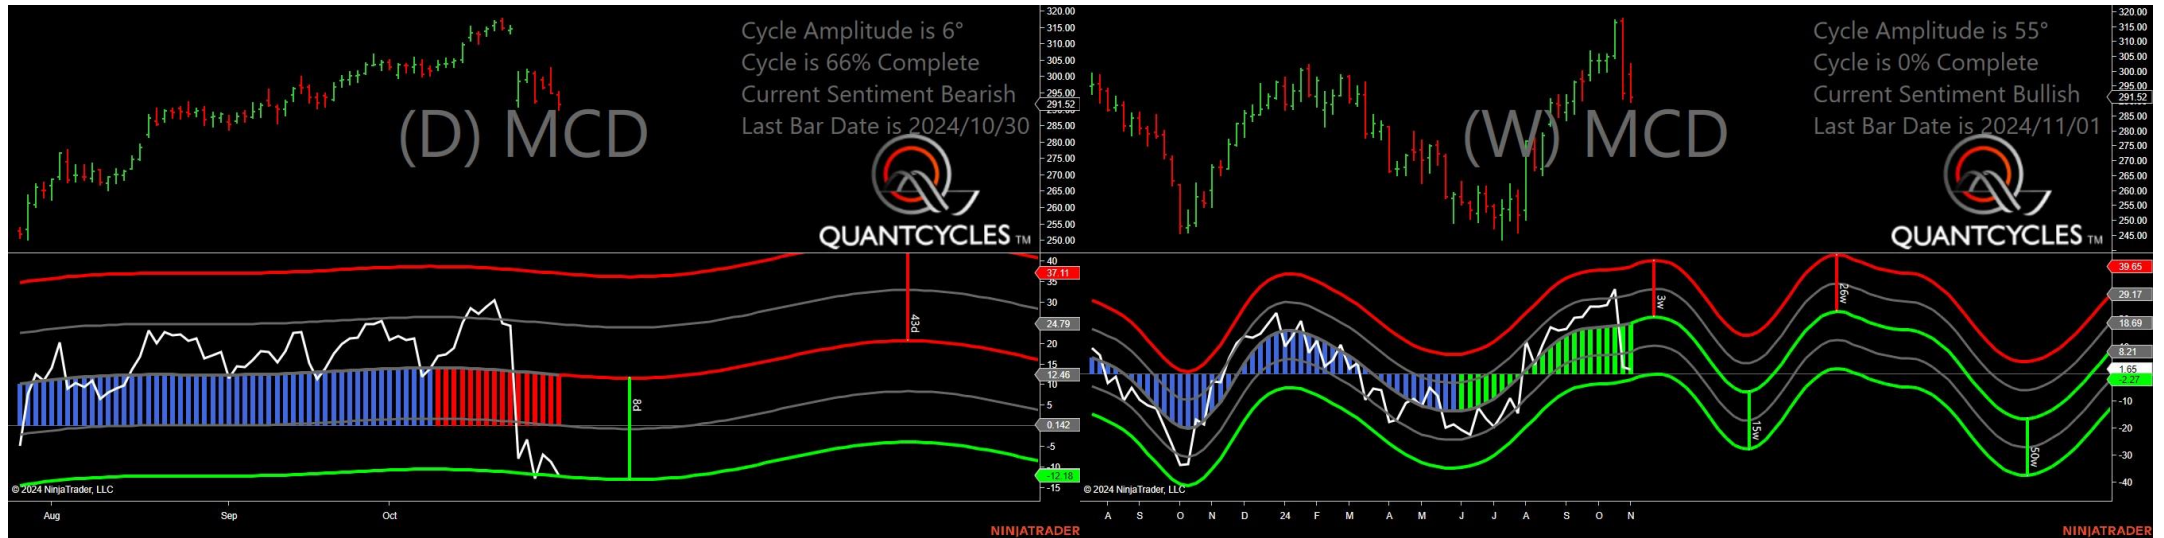 Cycle Amplitude is 6°
Cycle is 66% Complete
Current Sentiment Bearish
Last Bar Date is 2024/10/30
(D) MCD
QUANTCYCLES TM
320.00
315.00
310.00
305.00
300.00
295.00
291.52
285.00
280.00
275.00
270.00
265.00
260.00
255.00
250.00
40
37.11
35
30
24.79
20
15
12.46
10
5
0.142
-5
-12.18
-15
43d
8d
© 2024 NinjaTrader, LLC
Aug Sep Oct
NINJATRADER
Cycle Amplitude is 55°
Cycle is 0% Complete
Current Sentiment Bullish
Last Bar Date is 2024/11/01
(W) MCD
QUANTCYCLES TM
320.00
315.00
310.00
305.00
300.00
295.00
291.52
285.00
280.00
275.00
270.00
265.00
260.00
255.00
250.00
245.00
39.65
29.17
18.69
8.21
1.65
-2.27
-10
-20
-30
-40
3w
26w
15w
50w
© 2024 NinjaTrader, LLC
A S O N D 24 F M A M J J A S O N
NINJATRADER